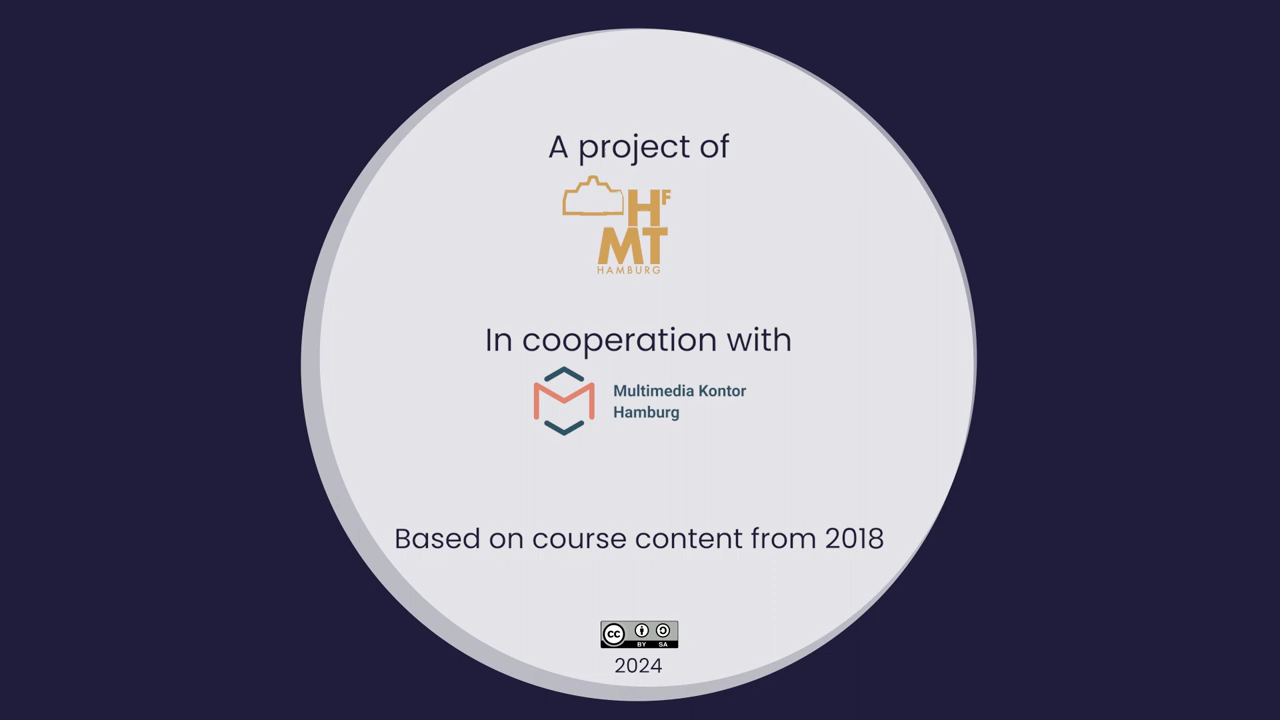 A project of
HF
MT
HAMBURG
In cooperation with
Multimedia Kontor
Hamburg
Based on course content from 2018
cc
BY SA
2024